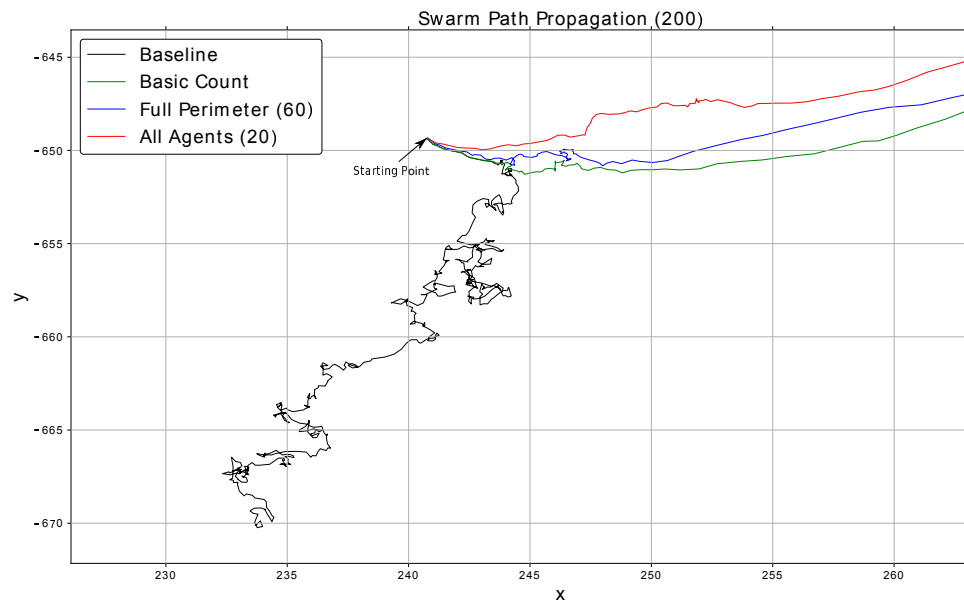 Swarm Path Propagation (200)
Baseline
Basic Count
Full Perimeter (60)
All Agents (20)
Starting Point
-645
-650
-655
-660
-665
-670
y
230
235
240
245
250
255
260
x